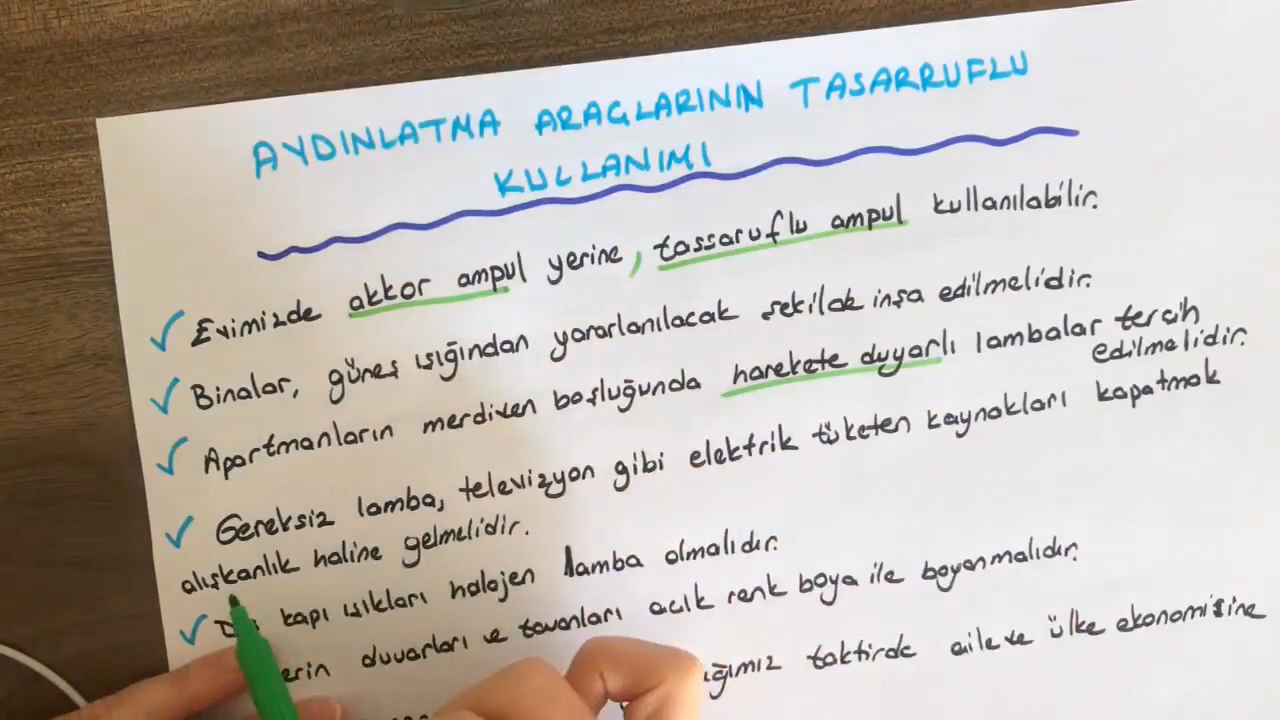 AYDINLATMA ARAÇLARININ TASARRUFLU
KULLANIMI
Evimizde akkor ampul yerine, tassaruflu ampul kullanılabilir.
Binalar, güneş ışığından yararlanılacak şekilde inşa edilmelidir.
Apartmanların merdiven boşluğunda harekete duyarlı lambalar tercih
edilmelidir.
Gereksiz lamba, televizyon gibi elektrik tüketen kaynakları kapatmak
alışkanlık haline gelmelidir.
kapı ışıkları halojen lamba olmalıdır.
duvarları ve tavanları açık renk boya ile boyanmalıdır.
taktirde aile ve ülke ekonomisine